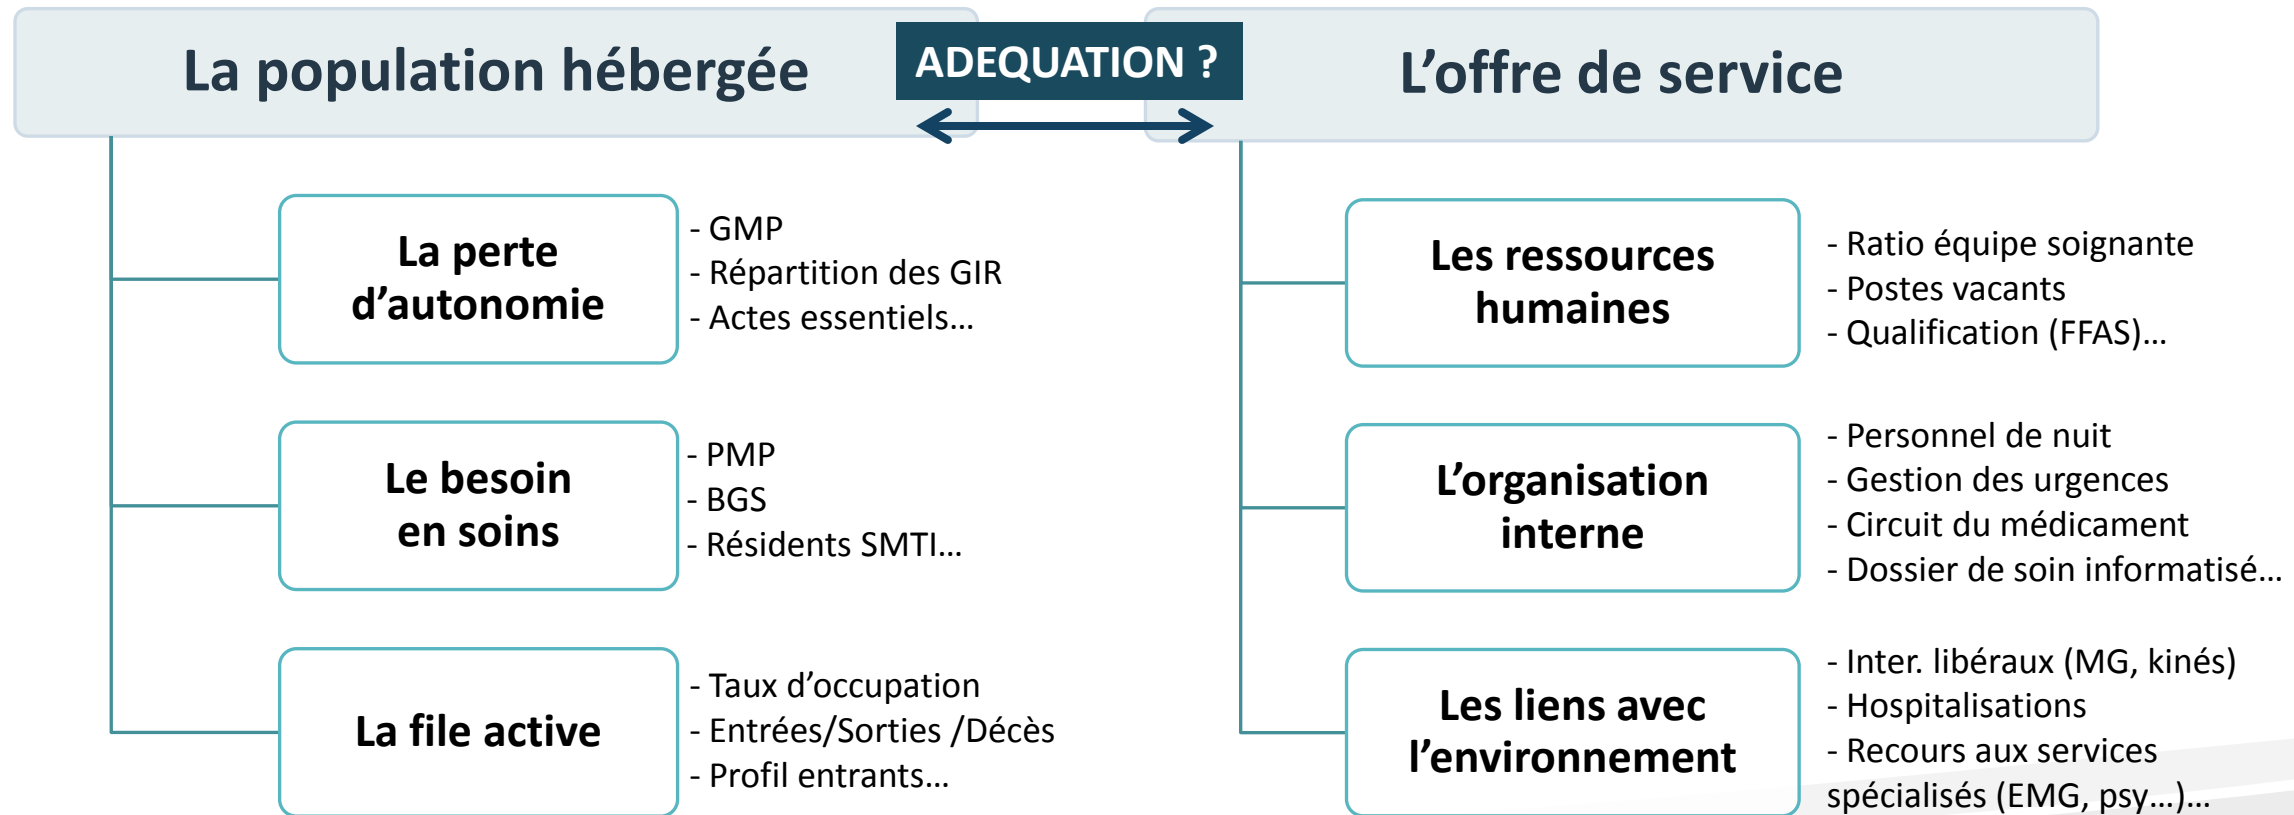 La population hébergée
ADEQUATION ?
L’offre de service
La perte
d’autonomie
- GMP
- Répartition des GIR
- Actes essentiels...
Le besoin
en soins
- PMP
- BGS
- Résidents SMTI...
La file active
- Taux d’occupation
- Entrées/Sorties /Décès
- Profil entrants...
Les ressources
humaines
- Ratio équipe soignante
- Postes vacants
- Qualification (FFAS)...
L’organisation
interne
- Personnel de nuit
- Gestion des urgences
- Circuit du médicament
- Dossier de soin informatisé...
Les liens avec
l’environnement
- Inter. libéraux (MG, kinés)
- Hospitalisations
- Recours aux services
spécialisés (EMG, psy...)...